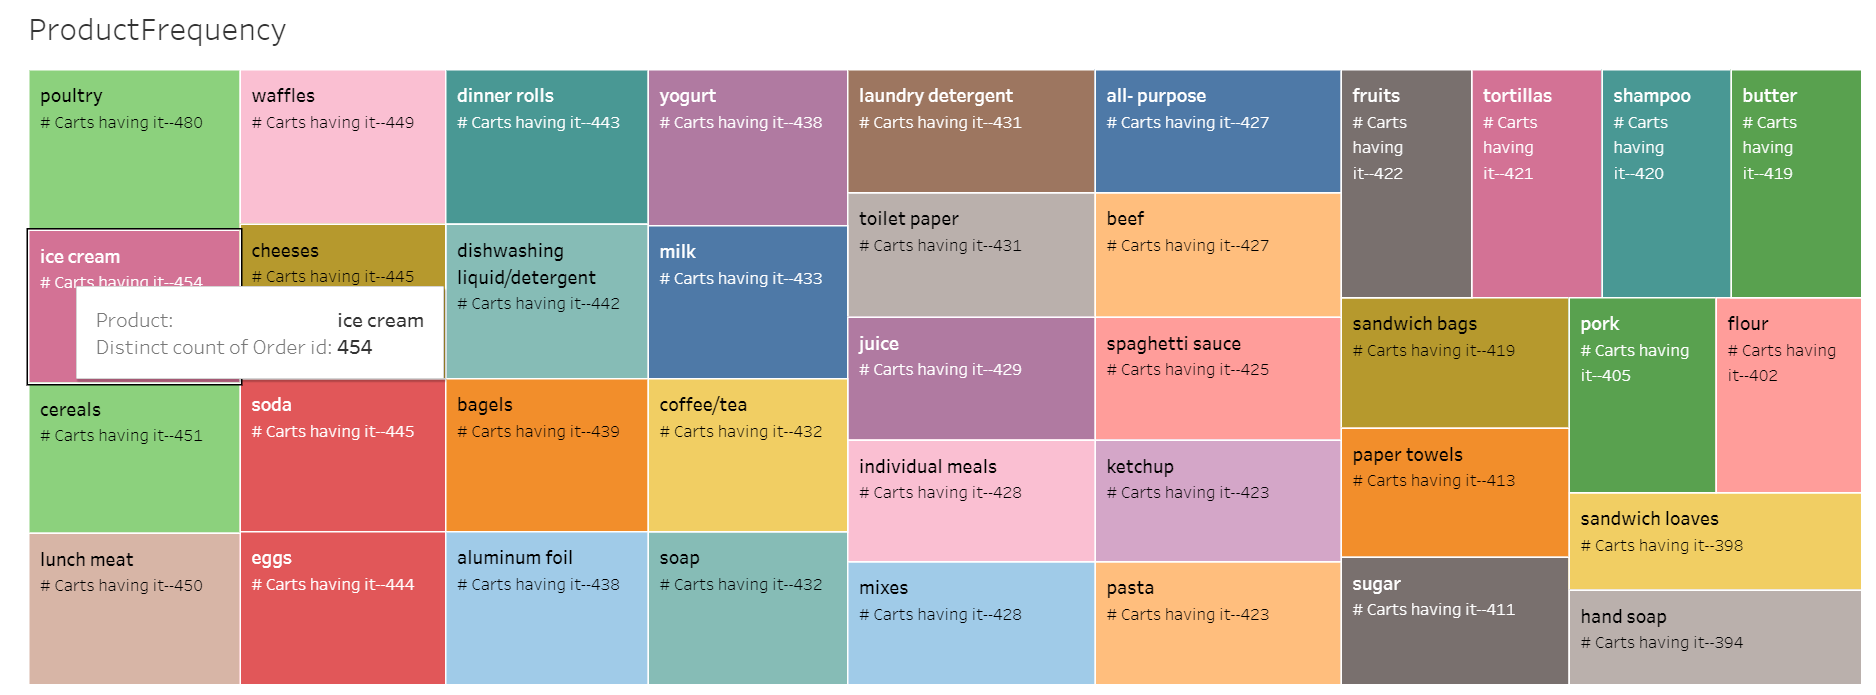 ProductFrequency
poultry
# Carts having it--480
ice cream
# Carts having it--454
cereals
# Carts having it--451
lunch meat
# Carts having it--450
waffles
# Carts having it--449
cheeses
# Carts having it--445
Product: ice cream
Distinct count of Order id: 454
soda
# Carts having it--445
eggs
# Carts having it--444
dinner rolls
# Carts having it--443
dishwashing
liquid/detergent
# Carts having it--442
bagels
# Carts having it--439
aluminum foil
# Carts having it--438
yogurt
# Carts having it--438
milk
# Carts having it--433
coffee/tea
# Carts having it--432
soap
# Carts having it--432
laundry detergent
# Carts having it--431
toilet paper
# Carts having it--431
juice
# Carts having it--429
individual meals
# Carts having it--428
mixes
# Carts having it--428
all- purpose
# Carts having it--427
beef
# Carts having it--427
spaghetti sauce
# Carts having it--425
ketchup
# Carts having it--423
pasta
# Carts having it--423
fruits
# Carts
having
it--422
tortillas
# Carts
having
it--421
shampoo
# Carts
having
it--420
butter
# Carts
having
it--419
sandwich bags
# Carts having it--419
paper towels
# Carts having it--413
sugar
# Carts having it--411
pork
# Carts having
it--405
flour
# Carts having
it--402
sandwich loaves
# Carts having it--398
hand soap
# Carts having it--394